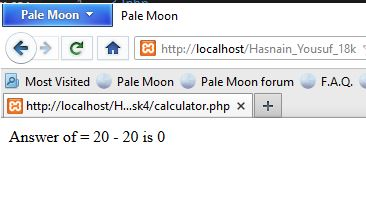 Pale Moon Pale Moon
http://localhost/Hasnain_Yousuf_18k
Most Visited Pale Moon Pale Moon forum F.A.Q.
http://localhost/H...sk4/calculator.php × +
Answer of = 20 - 20 is 0